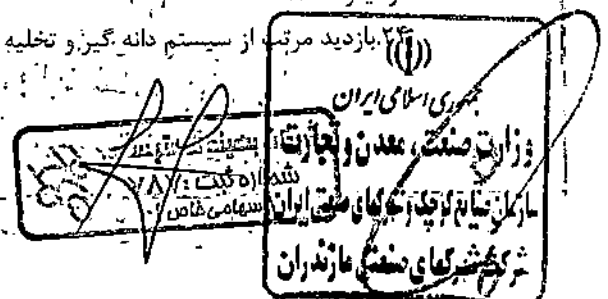 ۲۴.بازدید مرتب از سیستم دانه گیر و تخلیه
جمهوری اسلامی ایران
وزارت صنعت، معدن و تجارت
سازمان صنایع کوچک و شهرکهای صنعتی ایران
شرکت شهرکهای صنعتی مازندران
شماره ثبت :
سهامی خاص